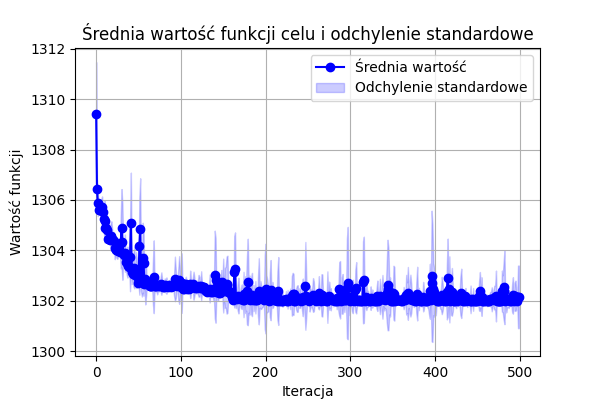 Średnia wartość funkcji celu i odchylenie standardowe
1312
1310
1308
1306
1304
1302
1300
Wartość funkcji
Średnia wartość
Odchylenie standardowe
0 100 200 300 400 500
Iteracja